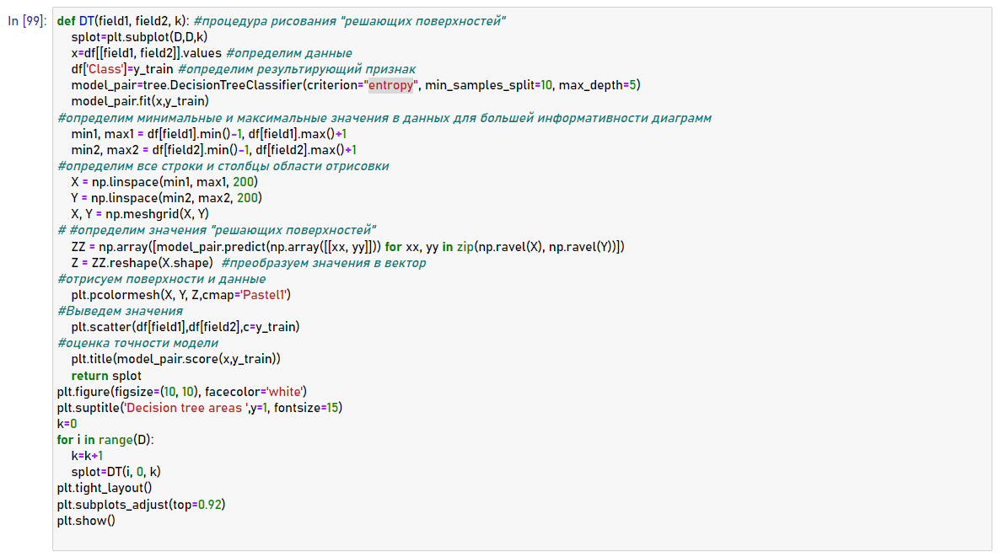 In [99]:
def DT(field1, field2, k): #процедура рисования "решающих поверхностей"
    splot=plt.subplot(D,D,k)
    x=df[[field1, field2]].values #определим данные
    df['Class']=y_train #определим результирующий признак
    model_pair=tree.DecisionTreeClassifier(criterion="entropy", min_samples_split=10, max_depth=5)
    model_pair.fit(x,y_train)
#определим минимальные и максимальные значения в данных для большей информативности диаграмм
    min1, max1 = df[field1].min()-1, df[field1].max()+1
    min2, max2 = df[field2].min()-1, df[field2].max()+1
#определим все строки и столбцы области отрисовки
    X = np.linspace(min1, max1, 200)
    Y = np.linspace(min2, max2, 200)
    X, Y = np.meshgrid(X, Y)
# #определим значения "решающих поверхностей"
    ZZ = np.array([model_pair.predict(np.array([[xx, yy]])) for xx, yy in zip(np.ravel(X), np.ravel(Y))])
    Z = ZZ.reshape(X.shape)  #преобразуем значения в вектор
#отрисуем поверхности и данные
    plt.pcolormesh(X, Y, Z,cmap='Pastel1')
#Выведем значения
    plt.scatter(df[field1],df[field2],c=y_train)
#оценка точности модели
    plt.title(model_pair.score(x,y_train))
    return splot
plt.figure(figsize=(10, 10), facecolor='white')
plt.suptitle('Decision tree areas ',y=1, fontsize=15)
k=0
for i in range(D):
    k=k+1
    splot=DT(i, 0, k)
plt.tight_layout()
plt.subplots_adjust(top=0.92)
plt.show()